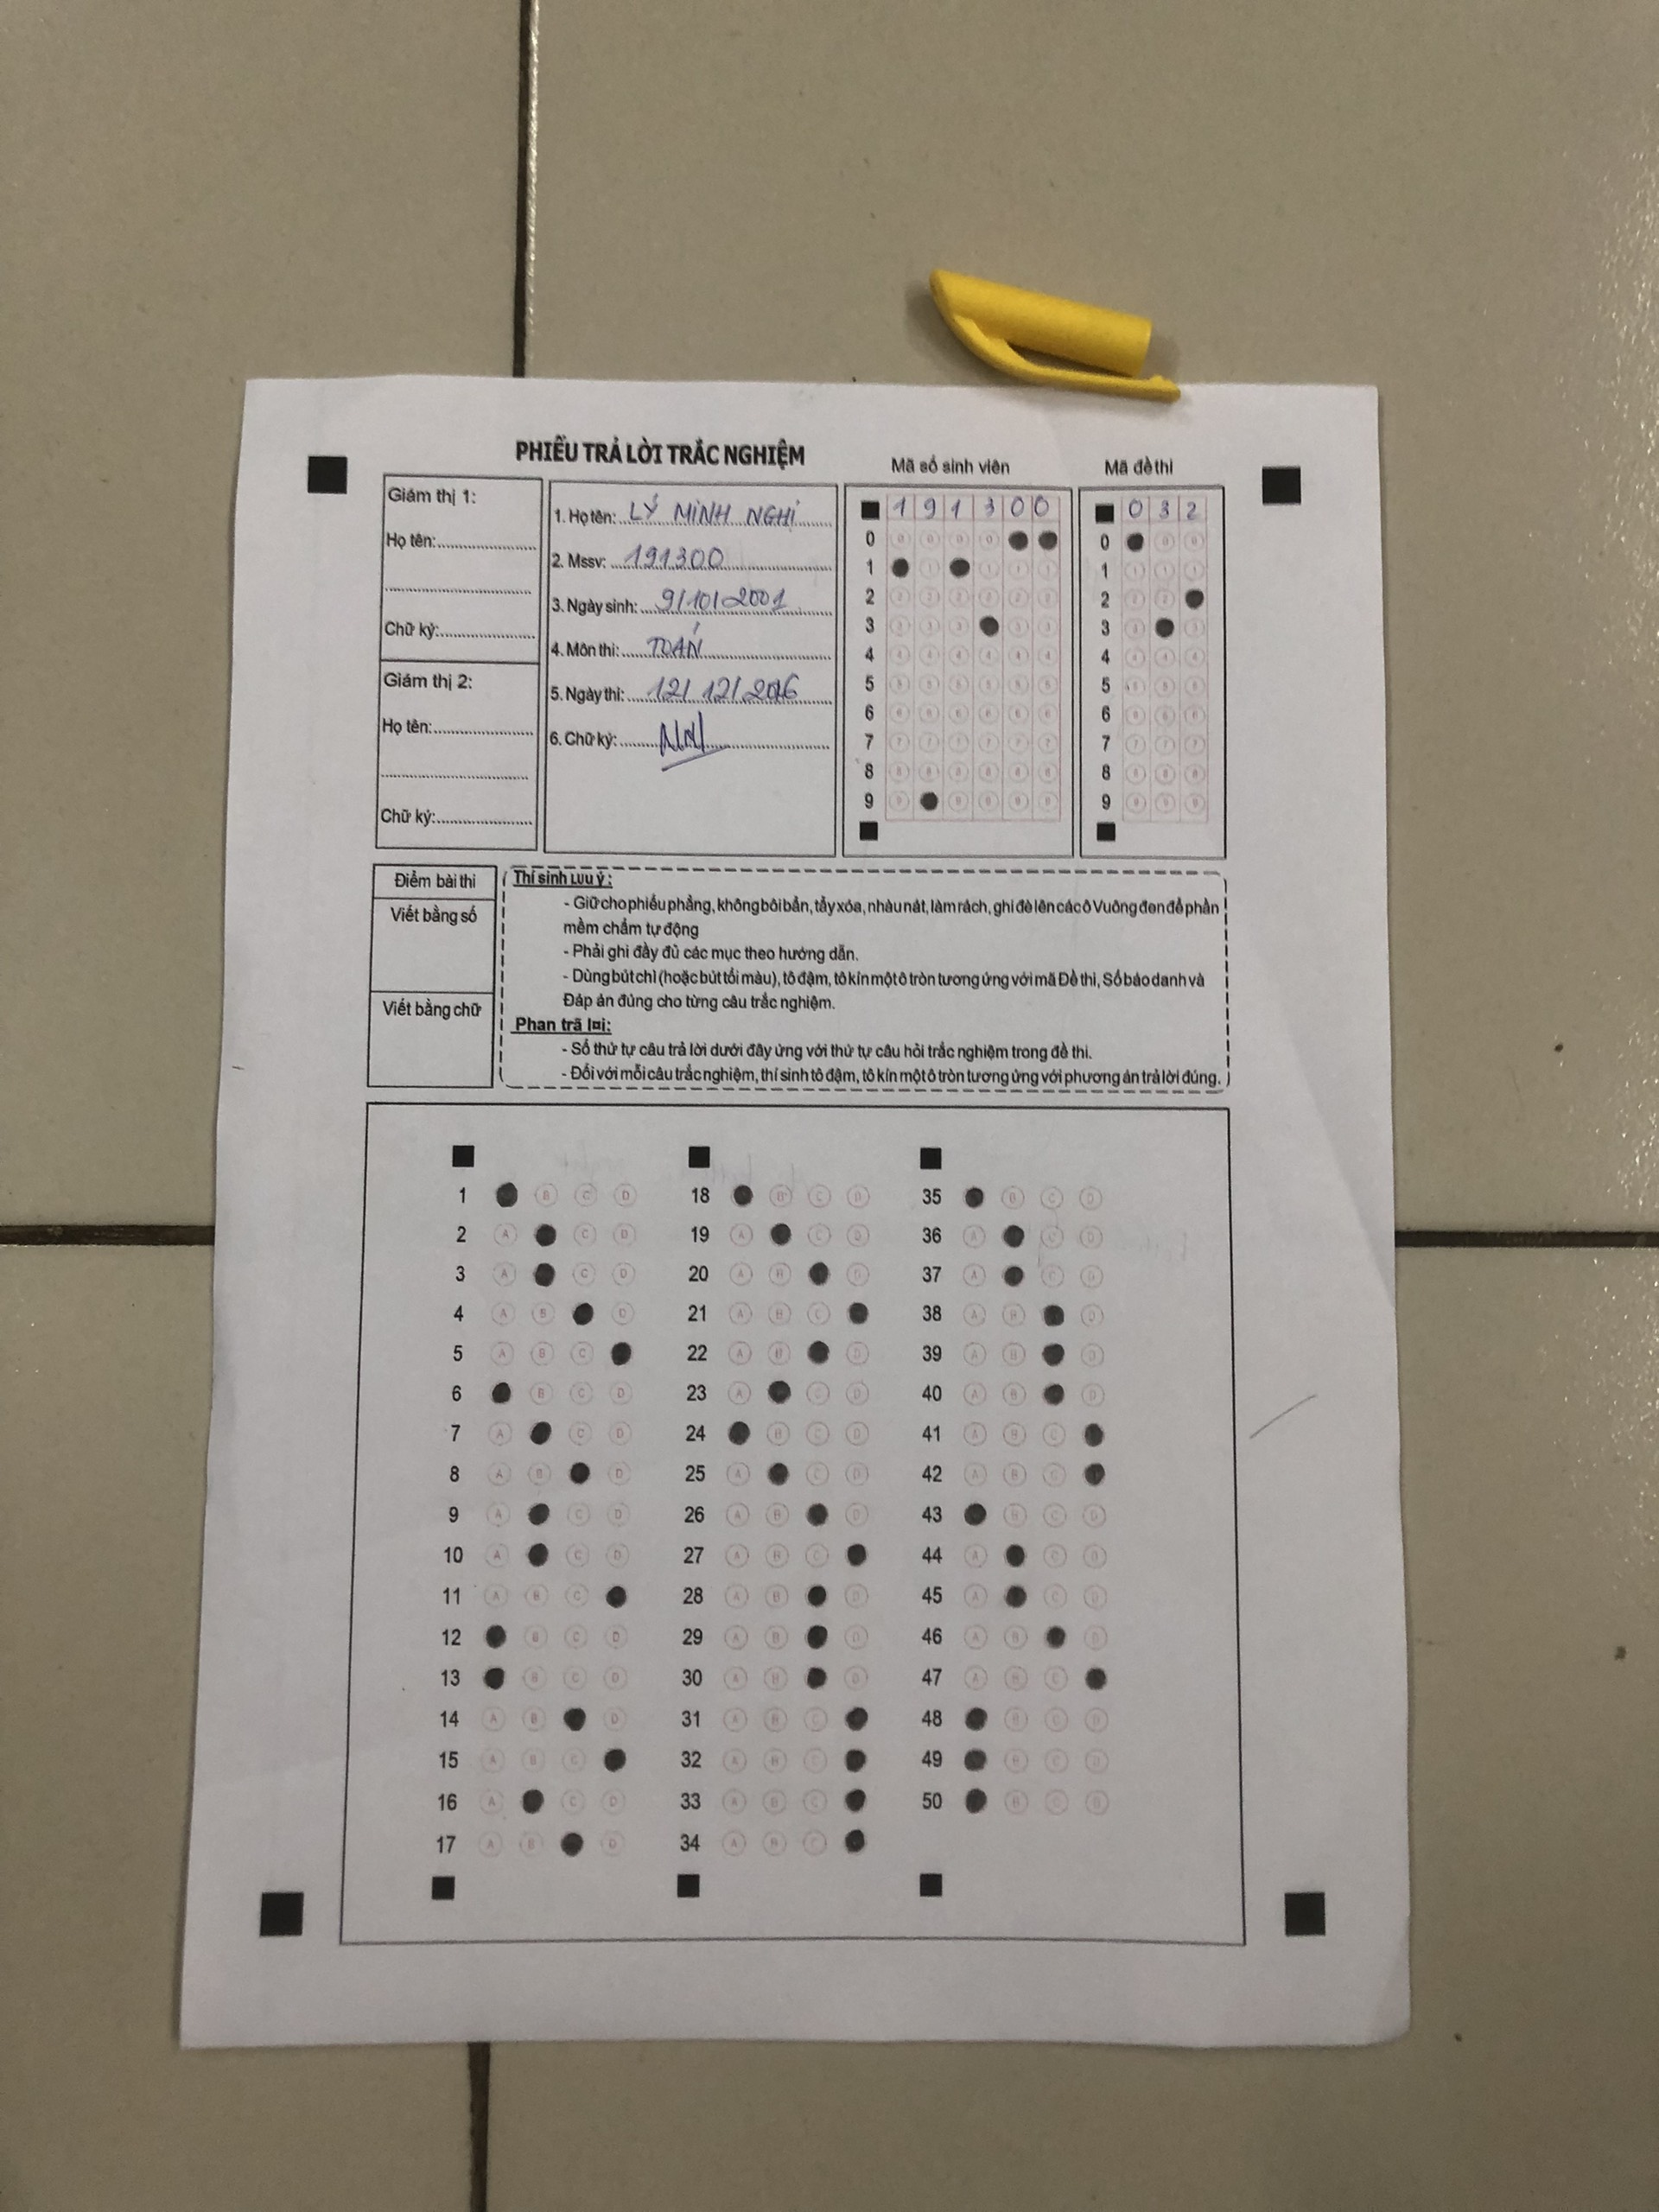 PHIẾU TRẢ LỜI TRẮC NGHIỆM
Giám thị 1:
Họ tên:
Chữ ký:
Giám thị 2:
Họ tên:
Chữ ký:
1. Họ tên: LÝ MINH NGHI
2. Mssv: 191300
3. Ngày sinh: 9/10/2001
4. Môn thi: TOÁN
5. Ngày thi: 12/12/2016
6. Chữ ký:
Mã số sinh viên
1 9 1 3 0 0
0
1
2
3
4
5
6
7
8
9
Mã đề thi
0 3 2
0
1
2
3
4
5
6
7
8
9
Điểm bài thi
Viết bằng số
Viết bằng chữ
Thí sinh lưu ý:
- Giữ cho phiếu phẳng, không bôi bẩn, tẩy xóa, nhàu nát, làm rách, ghi đè lên các ô Vuông đen để phần
mềm chấm tự động
- Phải ghi đầy đủ các mục theo hướng dẫn.
- Dùng bút chì (hoặc bút tối màu), tô đậm, tô kín một ô tròn tương ứng với mã Đề thi, Số báo danh và
Đáp án đúng cho từng câu trắc nghiệm.
Phan trã lơi:
- Số thứ tự câu trả lời dưới đây ứng với thứ tự câu hỏi trắc nghiệm trong đề thi.
- Đối với mỗi câu trắc nghiệm, thí sinh tô đậm, tô kín một ô tròn tương ứng với phương án trả lời đúng.
1 B C D
2 A C D
3 A C D
4 A B D
5 A B C
6 B C D
7 A C D
8 A B D
9 A C D
10 A C D
11 A B C
12 B C D
13 B C D
14 A B D
15 A B C
16 A C D
17 A B D
18 B C D
19 A C D
20 A B D
21 A B C
22 A B D
23 A C D
24 B C D
25 A C D
26 A B D
27 A B C
28 A B D
29 A B D
30 A B D
31 A B C
32 A B C
33 A B C
34 A B C
35 B C D
36 A C D
37 A C D
38 A B D
39 A B D
40 A B D
41 A B C
42 A B C
43 B C D
44 A C D
45 A C D
46 A B D
47 A B C
48 B C D
49 B C D
50 B C D